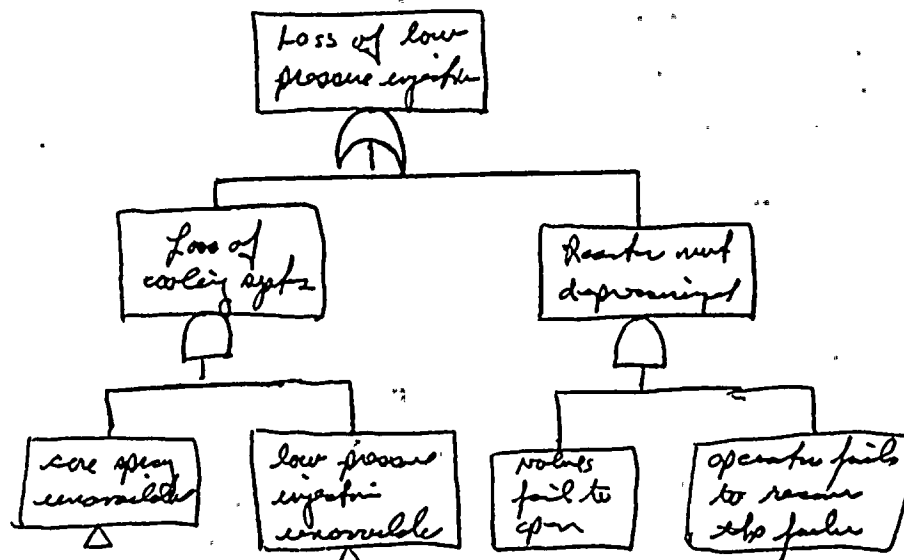 Loss of low
pressure injection
Loss of
cooling systs
Reactor not
depressurized
core spray
unavailable
low pressure
injection
unavailable
valves
fail to
open
operator fails
to
the failure